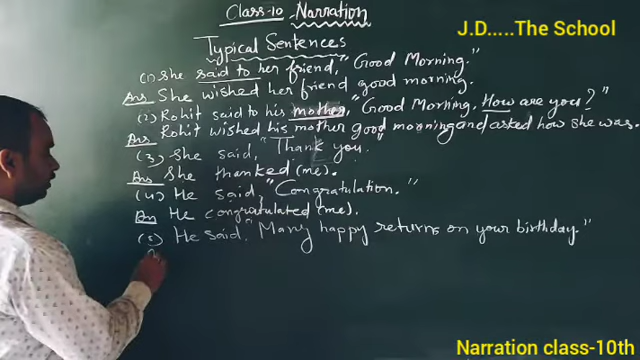 Class-10 Narration
J.D.....The School
Typical Sentences
(1) She said to her friend, "Good Morning."
Ans She wished her friend good morning.
(2) Rohit said to his mother, "Good Morning. How are you?"
Ans Rohit wished his mother good morning and asked how she was.
(3) She said, "Thank you."
Ans She thanked (me).
(4) He said, "Congratulation."
An He congratulated (me).
(5) He said, "Many happy returns on your birthday."
Narration class-10th